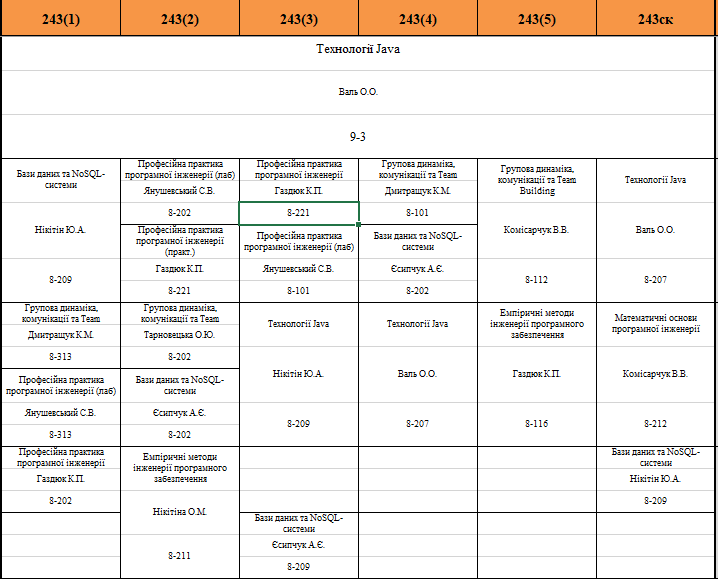 243(1) 243(2) 243(3) 243(4) 243(5) 243ск
Технології Java
Валь О.О.
9-3
Бази даних та NoSQL-
системи
Нікітін Ю.А.
8-209
Професійна практика
програмної інженерії (лаб)
Янушевський С.В.
8-202
Професійна практика
програмної інженерії
(практ.)
Газдюк К.П.
8-221
Професійна практика
програмної інженерії
Газдюк К.П.
8-221
Професійна практика
програмної інженерії (лаб)
Янушевський С.В.
8-101
Групова динаміка,
комунікації та Team
Дмитращук К.М.
8-101
Бази даних та NoSQL-
системи
Єсипчук А.Є.
8-202
Групова динаміка,
комунікації та Team
Building
Комісарчук В.В.
8-112
Технології Java
Валь О.О.
8-207
Групова динаміка,
комунікації та Team
Дмитращук К.М.
8-313
Професійна практика
програмної інженерії (лаб)
Янушевський С.В.
8-313
Групова динаміка,
комунікації та Team
Тарновецька О.Ю.
8-202
Бази даних та NoSQL-
системи
Єсипчук А.Є.
8-202
Технології Java
Нікітін Ю.А.
8-209
Технології Java
Валь О.О.
8-207
Емпіричні методи
інженерії програмного
забезпечення
Газдюк К.П.
8-116
Математичні основи
програмної інженерії
Комісарчук В.В.
8-212
Професійна практика
програмної інженерії
Газдюк К.П.
8-202
Емпіричні методи
інженерії програмного
забезпечення
Нікітіна О.М.
8-211
Бази даних та NoSQL-
системи
Єсипчук А.Є.
8-209
Бази даних та NoSQL-
системи
Нікітін Ю.А.
8-209